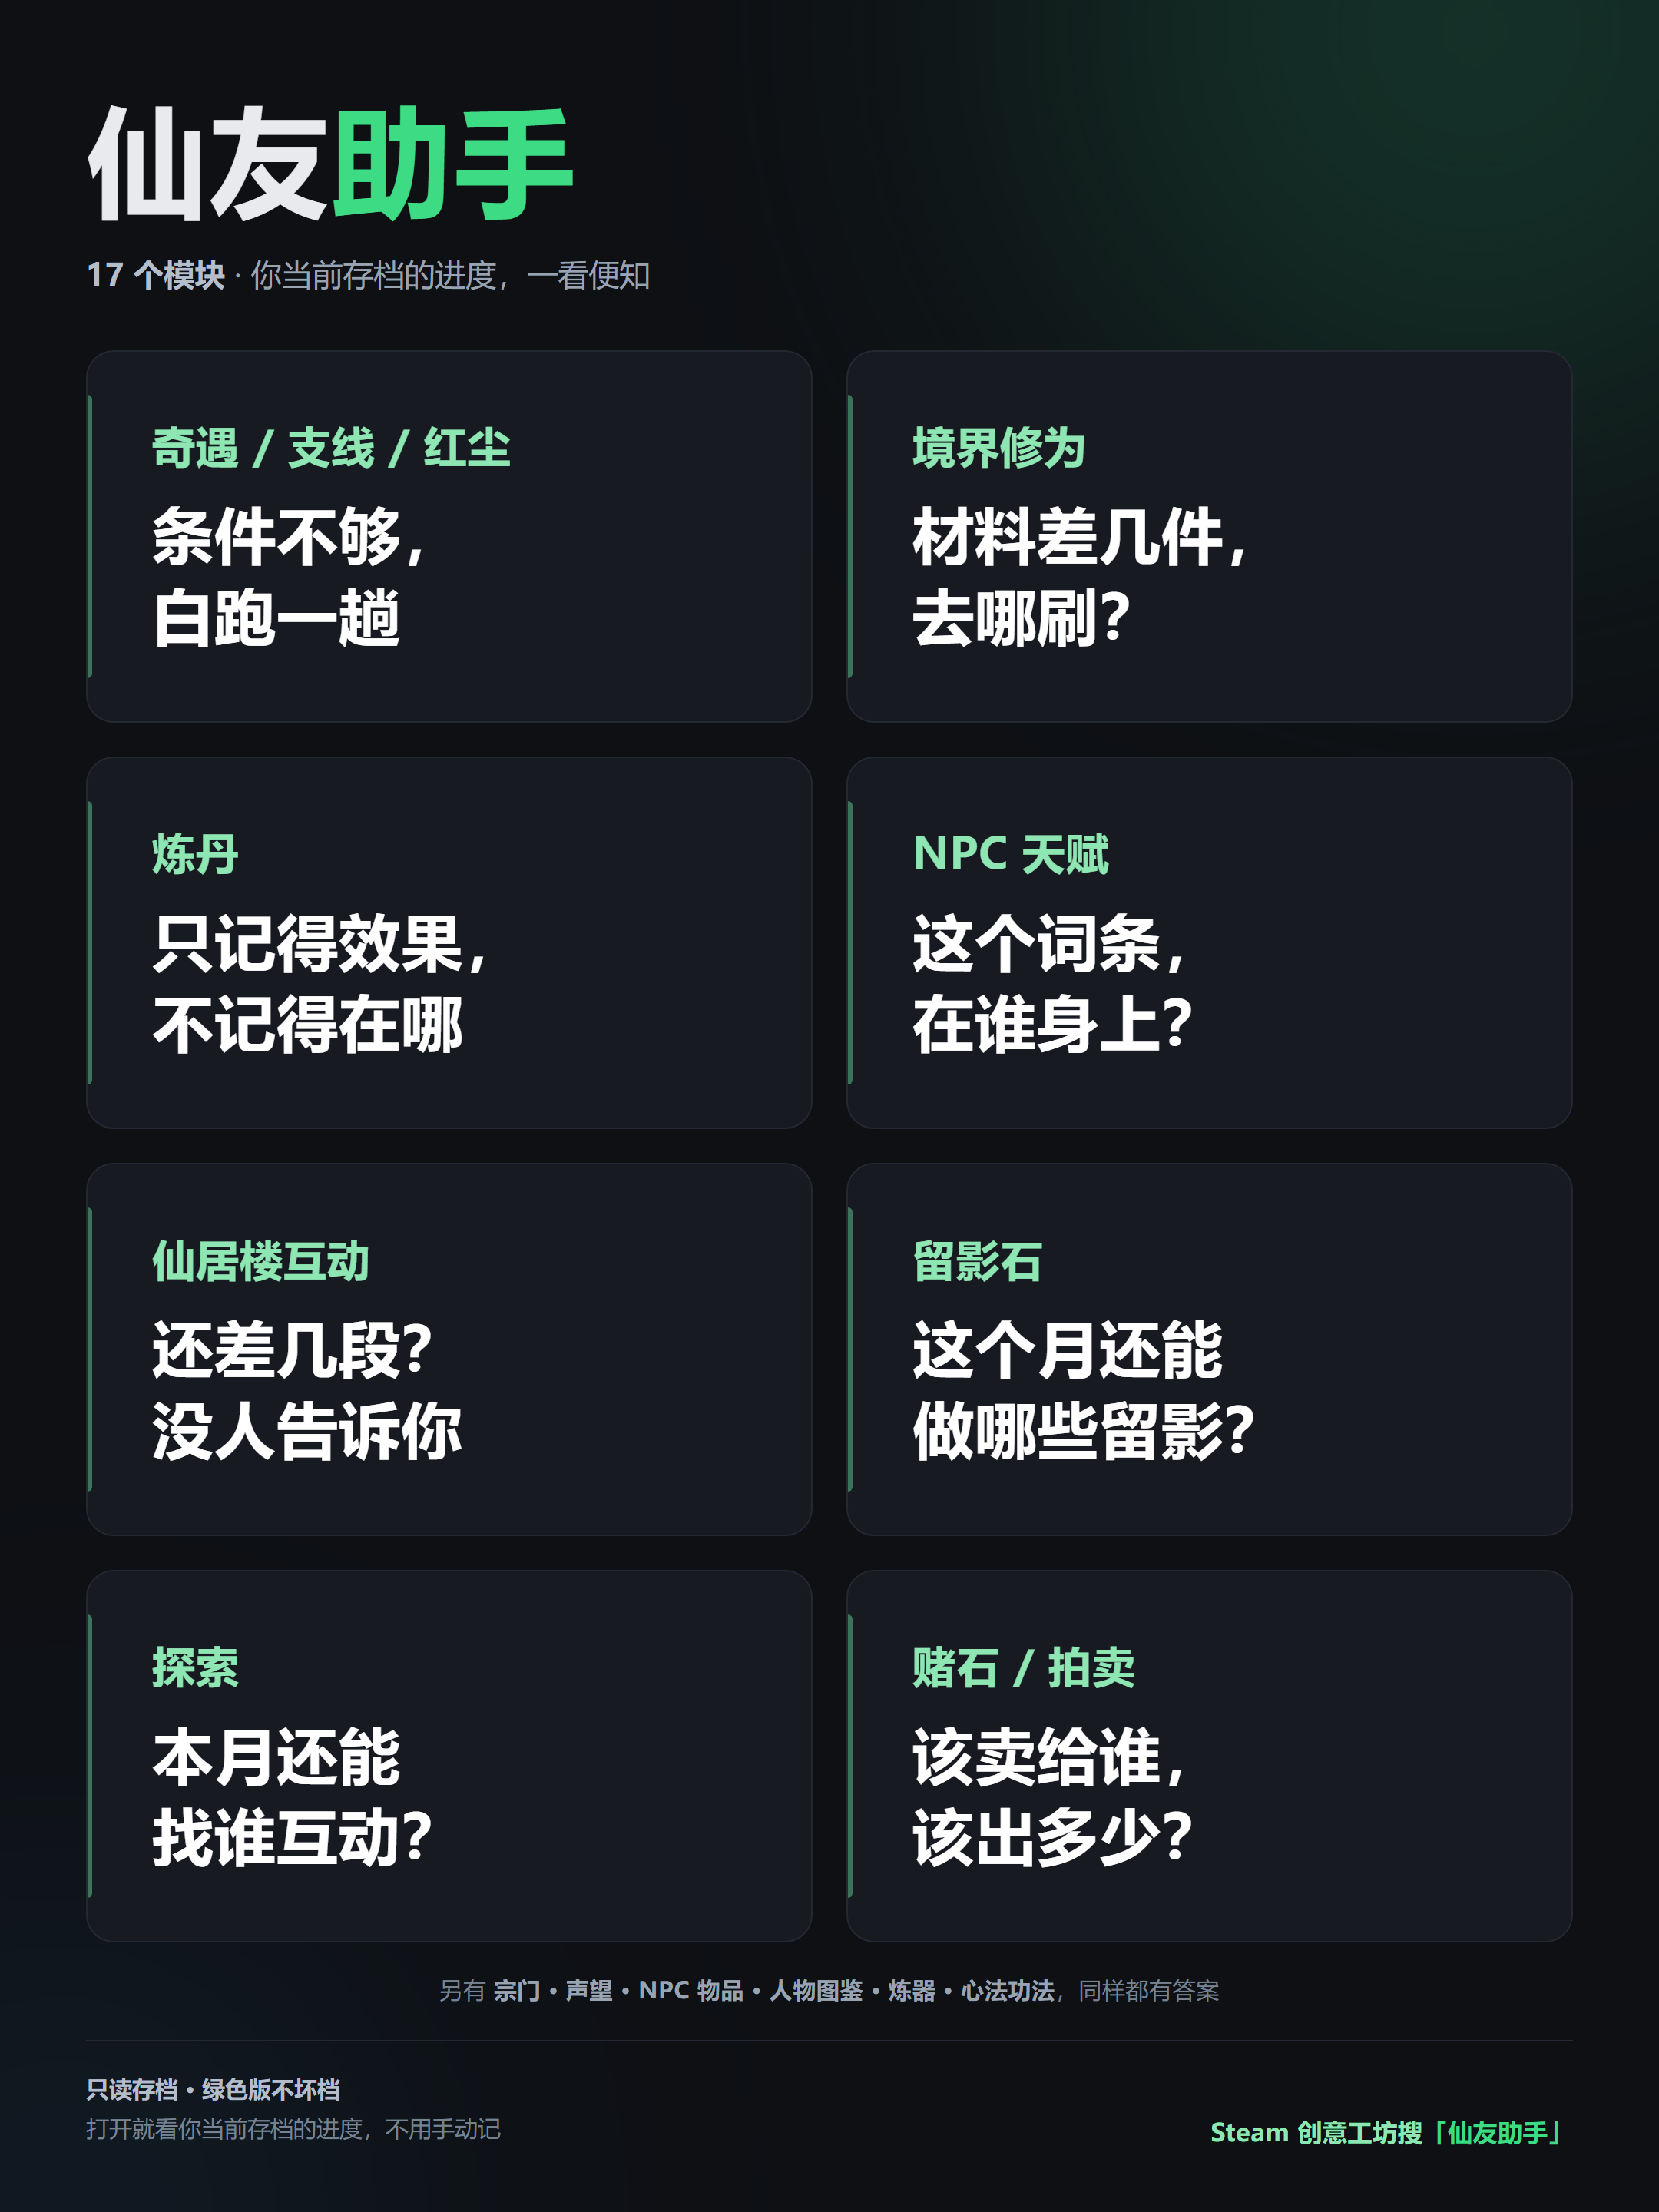 仙友助手
17 个模块 · 你当前存档的进度，一看便知
奇遇 / 支线 / 红尘
条件不够，
白跑一趟
境界修为
材料差几件，
去哪刷？
炼丹
只记得效果，
不记得在哪
NPC 天赋
这个词条，
在谁身上？
仙居楼互动
还差几段？
没人告诉你
留影石
这个月还能
做哪些留影？
探索
本月还能
找谁互动？
赌石 / 拍卖
该卖给谁，
该出多少？
另有 宗门 • 声望 • NPC 物品 • 人物图鉴 • 炼器 • 心法功法，同样都有答案
只读存档 • 绿色版不坏档
打开就看你当前存档的进度，不用手动记
Steam 创意工坊搜「仙友助手」